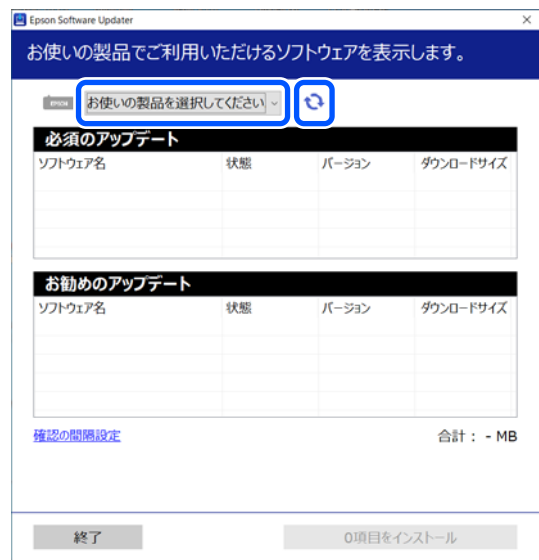 Epson Software Updater
お使いの製品でご利用いただけるソフトウェアを表示します。
EPSON お使いの製品を選択してください
必須のアップデート
ソフトウェア名 状態 バージョン ダウンロードサイズ
お勧めのアップデート
ソフトウェア名 状態 バージョン ダウンロードサイズ
確認の間隔設定 合計： - MB
終了 0項目をインストール